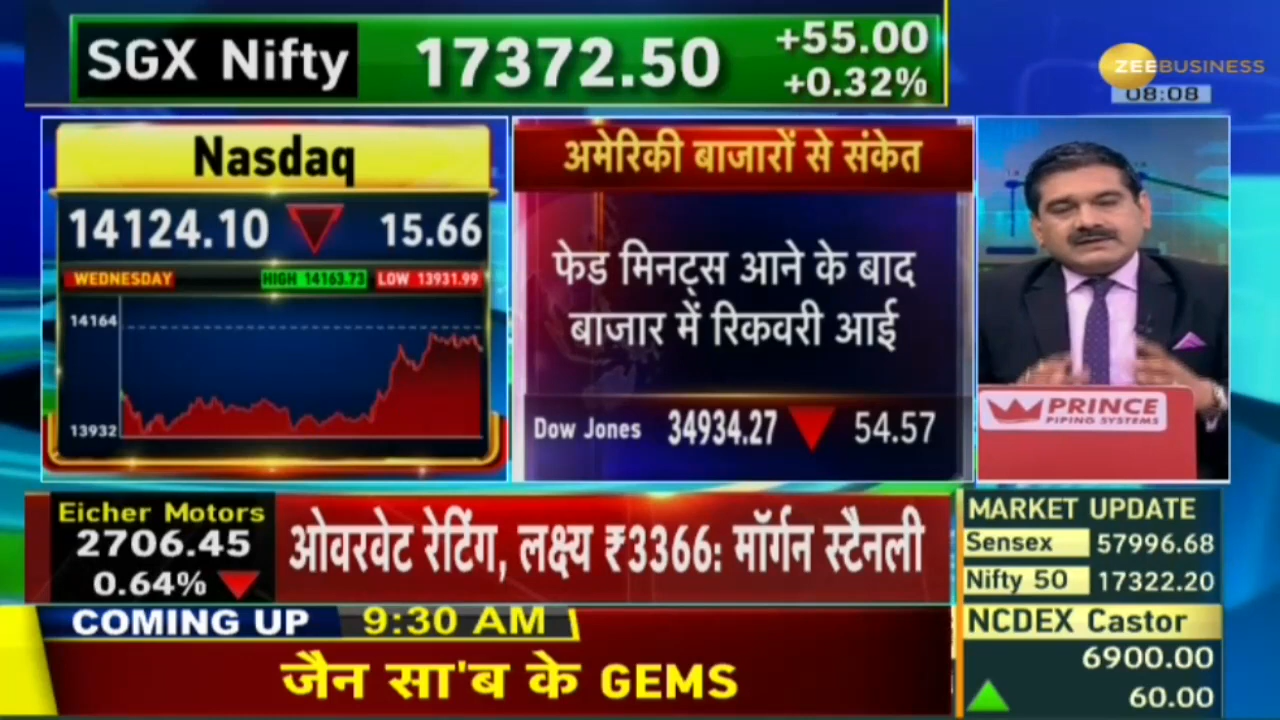 SGX Nifty 17372.50 +55.00
+0.32%
ZEEBUSINESS
08:08
Nasdaq
14124.10 15.66
WEDNESDAY HIGH 14163.73 LOW 13931.99
14164
13932
अमेरिकी बाजारों से संकेत
फेड मिनट्स आने के बाद
बाजार में रिकवरी आई
Dow Jones 34934.27 54.57
PRINCE
PIPING SYSTEMS
Eicher Motors
2706.45
0.64%
ओवरवेट रेटिंग, लक्ष्य ₹3366: मॉर्गन स्टैनली
MARKET UPDATE
Sensex 57996.68
Nifty 50 17322.20
NCDEX Castor
6900.00
60.00
COMING UP 9:30 AM
जैन सा'ब के GEMS